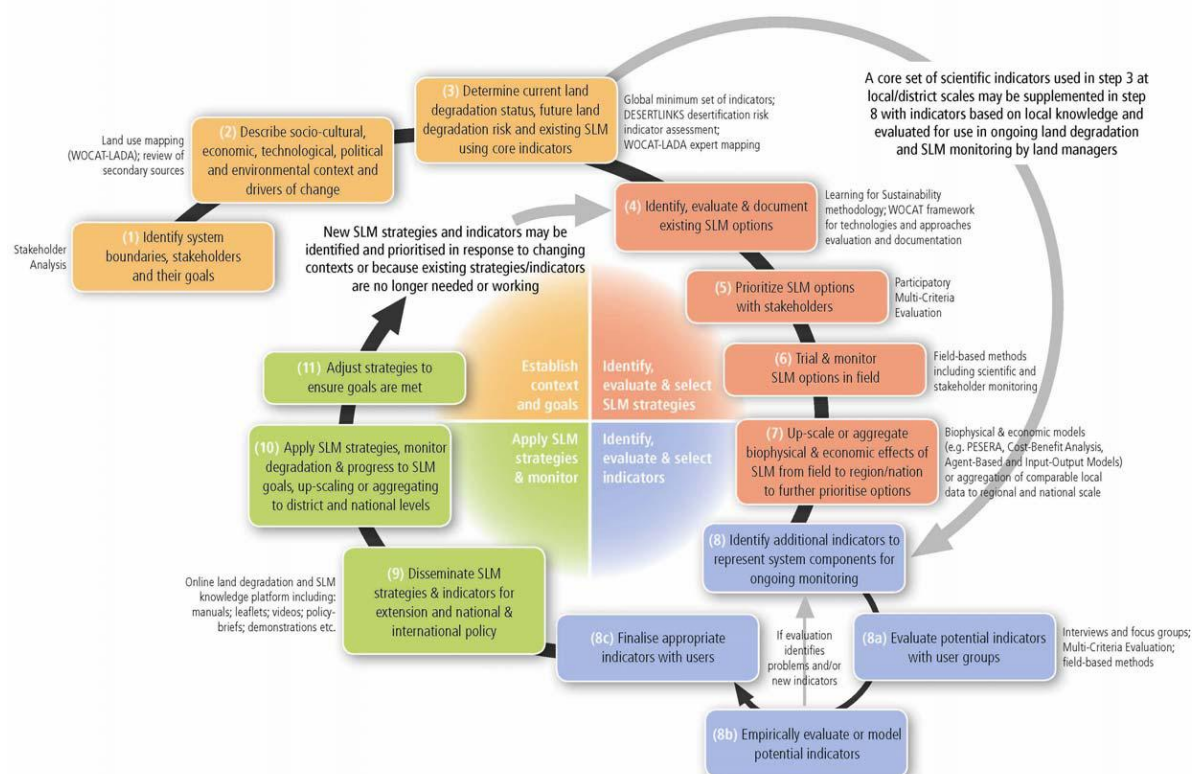 (3) Determine current land
degradation status, future land
degradation risk and existing SLM
using core indicators
Global minimum set of indicators;
DESERTLINKS desertification risk
indicator assessment;
WOCAT-LADA expert mapping
A core set of scientific indicators used in step 3 at
local/district scales may be supplemented in step
8 with indicators based on local knowledge and
evaluated for use in ongoing land degradation
and SLM monitoring by land managers
Land use mapping
(WOCAT-LADA); review of
secondary sources
(2) Describe socio-cultural,
economic, technological, political
and environmental context and
drivers of change
Stakeholder
Analysis
(1) Identify system
boundaries, stakeholders
and their goals
New SLM strategies and indicators may be
identified and prioritised in response to changing
contexts or because existing strategies/indicators
are no longer needed or working
(4) Identify, evaluate & document
existing SLM options
Learning for Sustainability
methodology; WOCAT framework
for technologies and approaches
evaluation and documentation
(5) Prioritize SLM options
with stakeholders
Participatory
Multi-Criteria
Evaluation
(6) Trial & monitor
SLM options in field
Field-based methods
including scientific and
stakeholder monitoring
(7) Up-scale or aggregate
biophysical & economic effects of
SLM from field to region/nation
to further prioritise options
Biophysical & economic models
(e.g. PESERA, Cost-Benefit Analysis,
Agent-Based and Input-Output Models)
or aggregation of comparable local
data to regional and national scale
Establish
context
and goals
Identify,
evaluate & select
SLM strategies
Apply SLM
strategies
& monitor
Identify,
evaluate & select
indicators
(8) Identify additional indicators to
represent system components for
ongoing monitoring
(8a) Evaluate potential indicators
with user groups
Interviews and focus groups;
Multi-Criteria Evaluation;
field-based methods
If evaluation
identifies
problems and/or
new indicators
(8b) Empirically evaluate or model
potential indicators
(8c) Finalise appropriate
indicators with users
(9) Disseminate SLM
strategies & indicators for
extension and national &
international policy
Online land degradation and SLM
knowledge platform including:
manuals; leaflets; videos; policy-
briefs; demonstrations etc.
(10) Apply SLM strategies, monitor
degradation & progress to SLM
goals, up-scaling or aggregating
to district and national levels
(11) Adjust strategies to
ensure goals are met